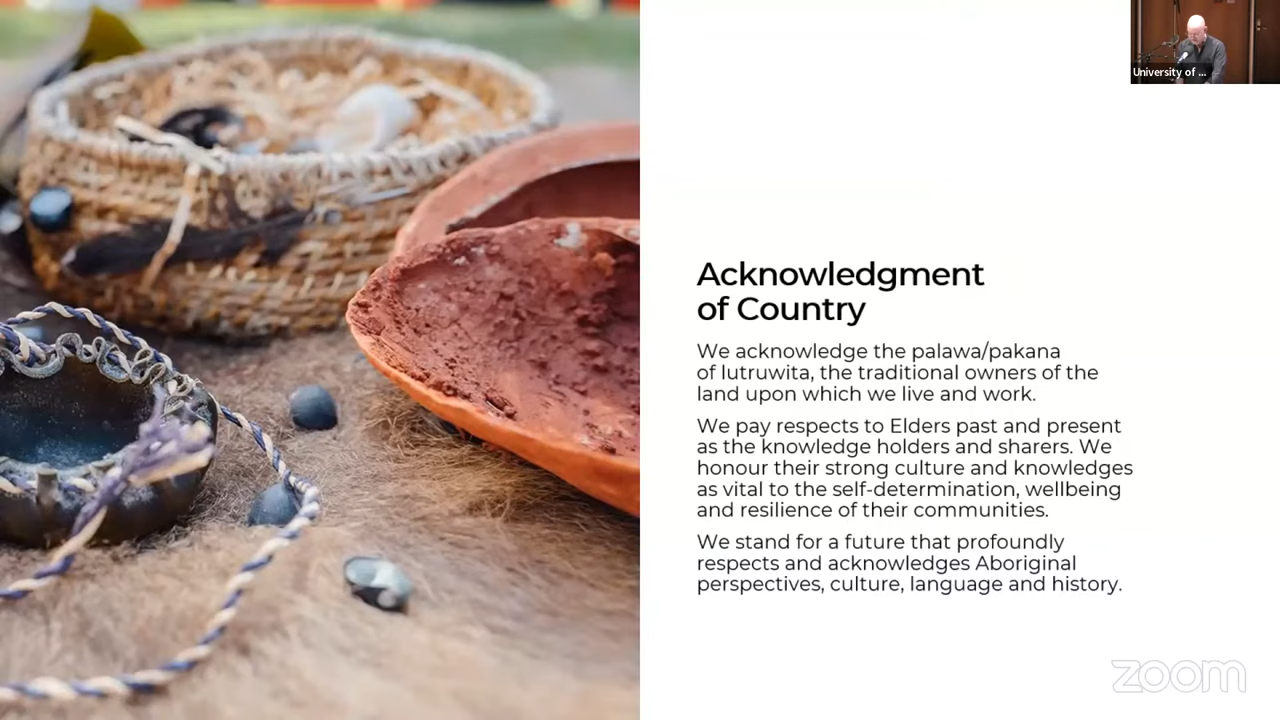 University of ...
Acknowledgment
of Country
We acknowledge the palawa/pakana
of lutruwita, the traditional owners of the
land upon which we live and work.
We pay respects to Elders past and present
as the knowledge holders and sharers. We
honour their strong culture and knowledges
as vital to the self-determination, wellbeing
and resilience of their communities.
We stand for a future that profoundly
respects and acknowledges Aboriginal
perspectives, culture, language and history.
zoom